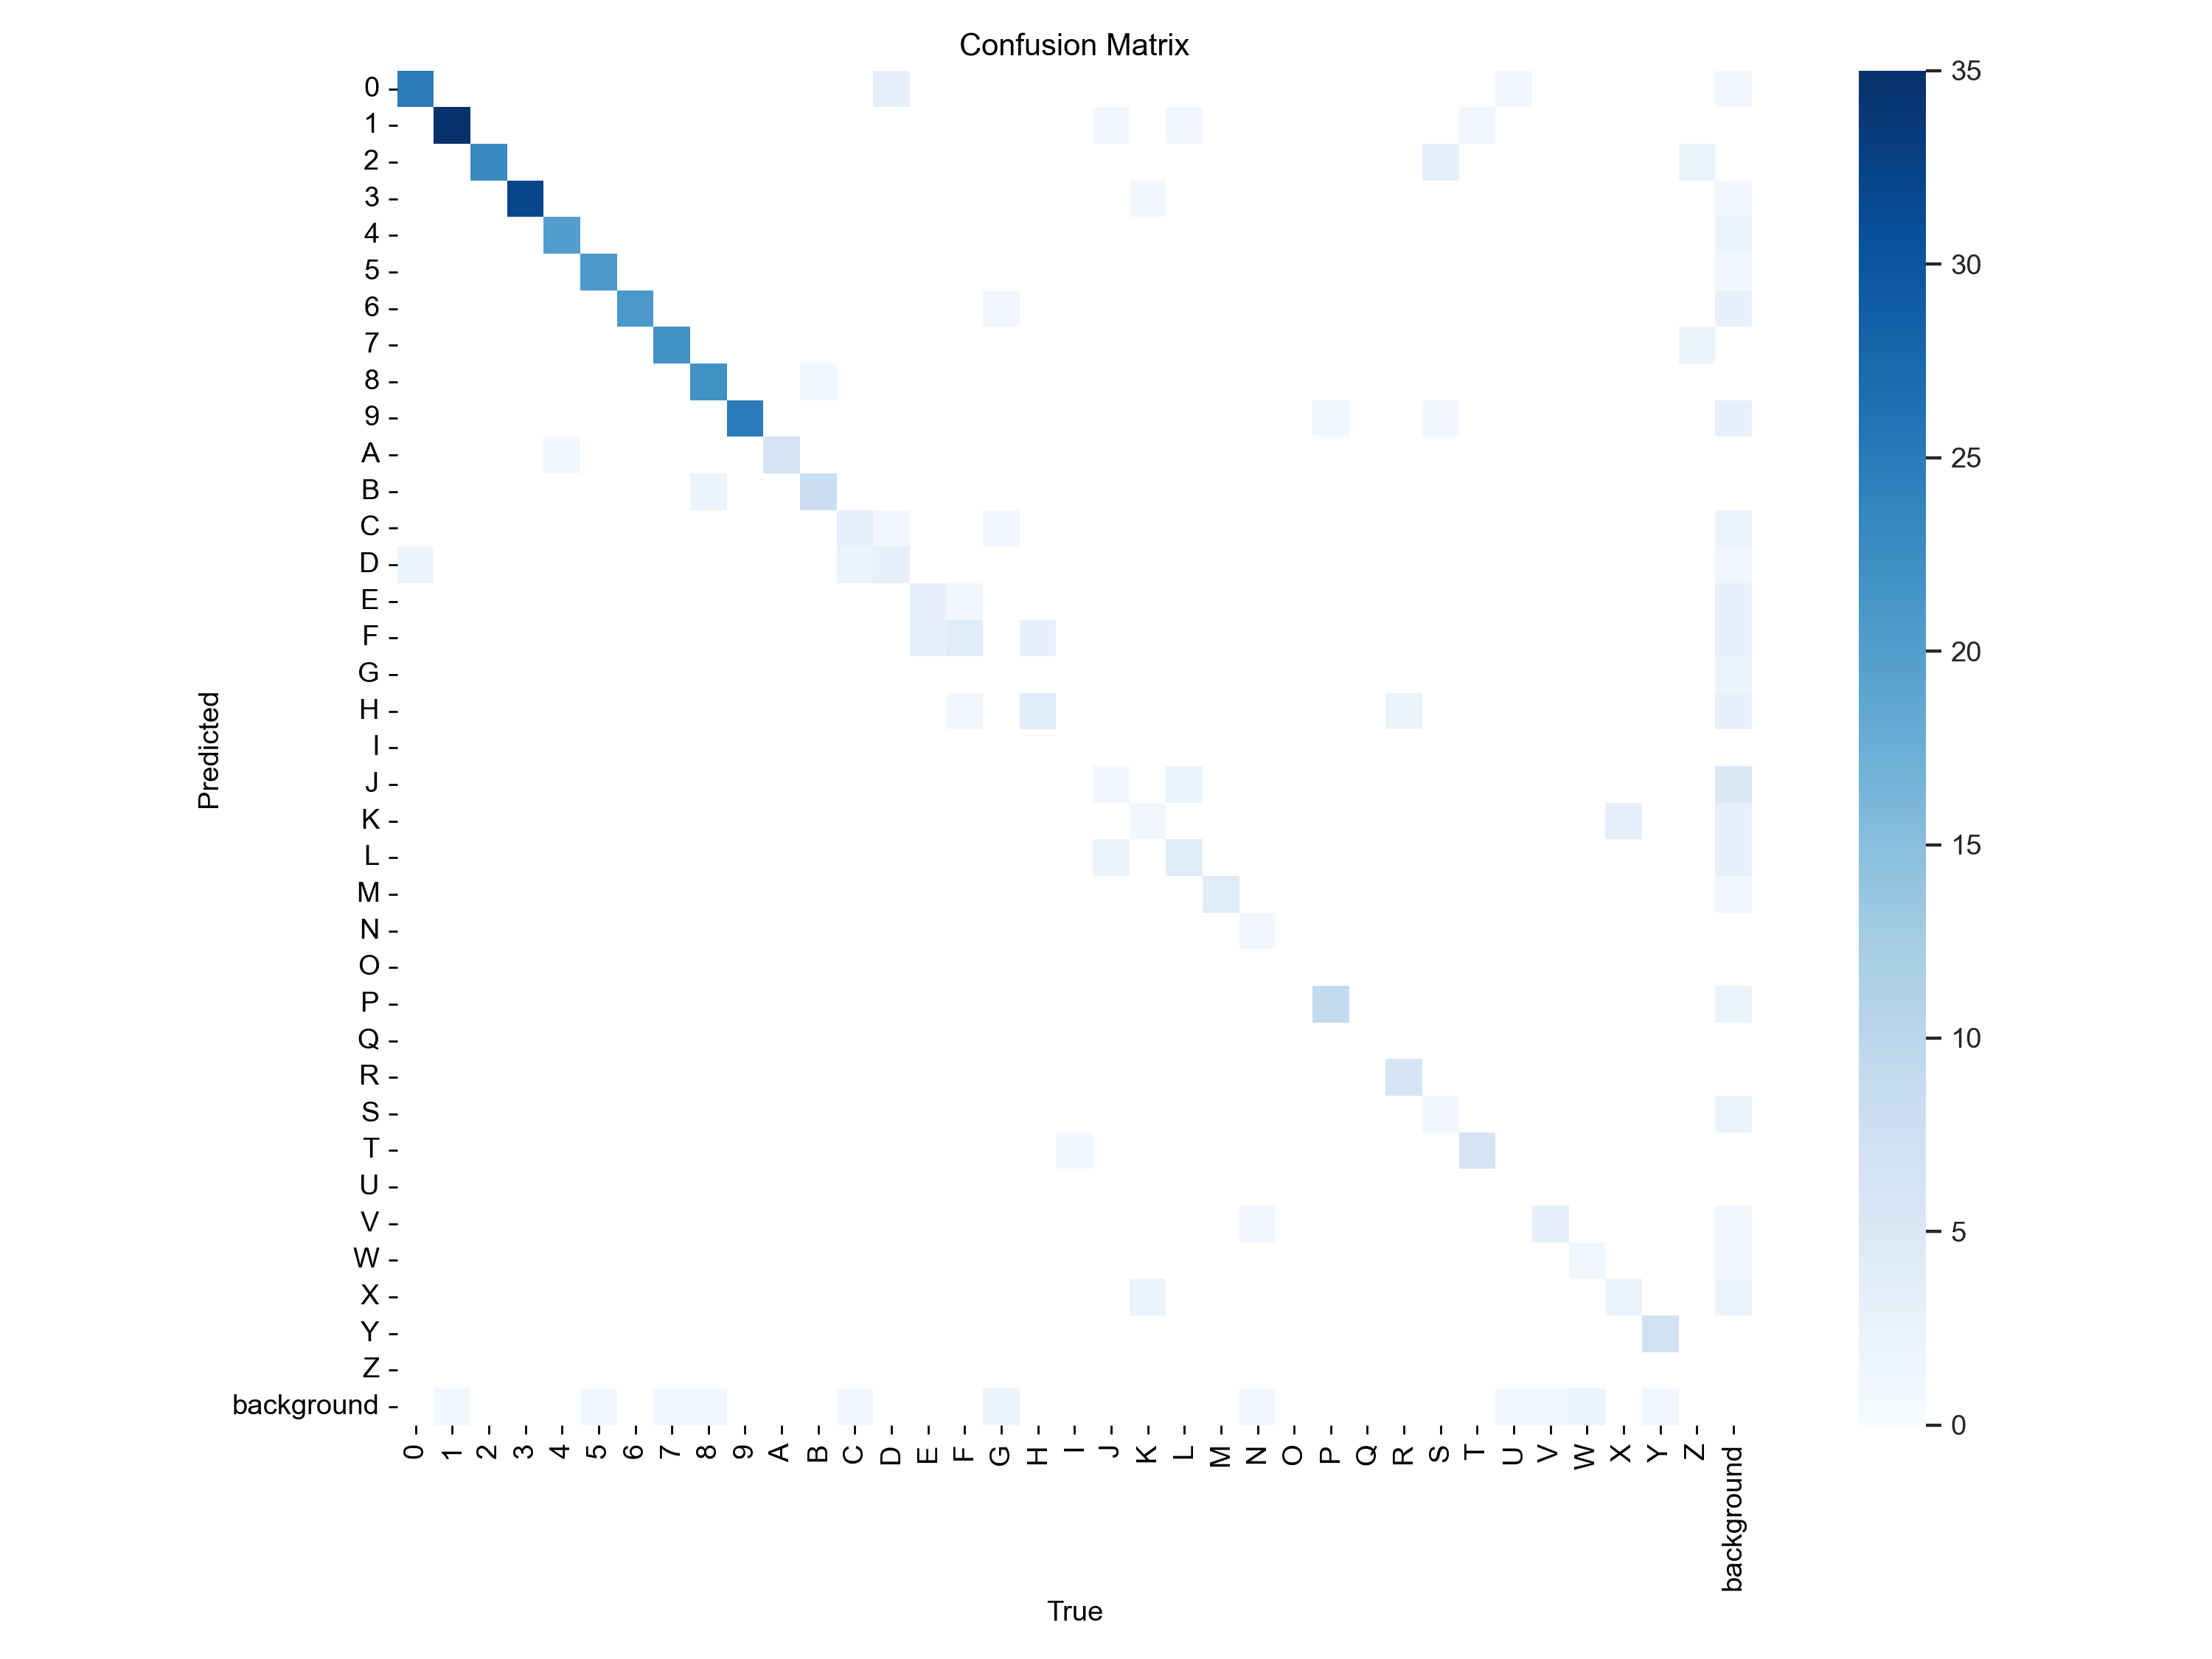 Confusion Matrix
Predicted
0
1
2
3
4
5
6
7
8
9
A
B
C
D
E
F
G
H
I
J
K
L
M
N
O
P
Q
R
S
T
U
V
W
X
Y
Z
background
0 1 2 3 4 5 6 7 8 9 A B C D E F G H I J K L M N O P Q R S T U V W X Y Z background
True
35
30
25
20
15
10
5
0